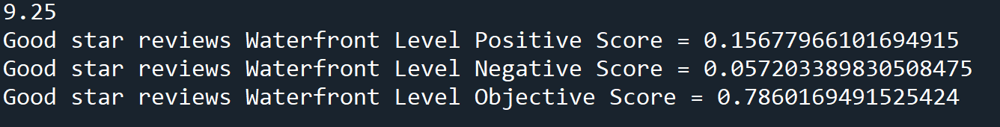 9.25
Good star reviews Waterfront Level Positive Score = 0.15677966101694915
Good star reviews Waterfront Level Negative Score = 0.057203389830508475
Good star reviews Waterfront Level Objective Score = 0.7860169491525424